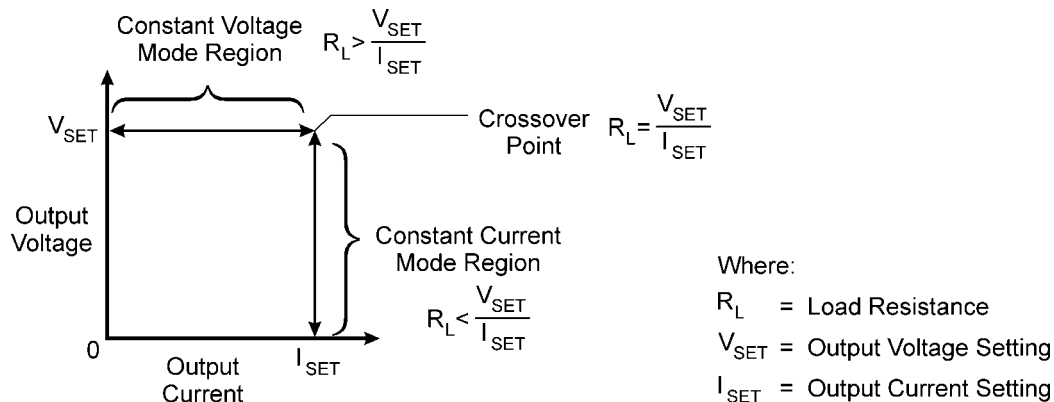 Constant Voltage
Mode Region
R_L > V_SET / I_SET
V_SET
Crossover
Point
R_L = V_SET / I_SET
Output
Voltage
Constant Current
Mode Region
R_L < V_SET / I_SET
0
Output
Current
I_SET
Where:
R_L = Load Resistance
V_SET = Output Voltage Setting
I_SET = Output Current Setting